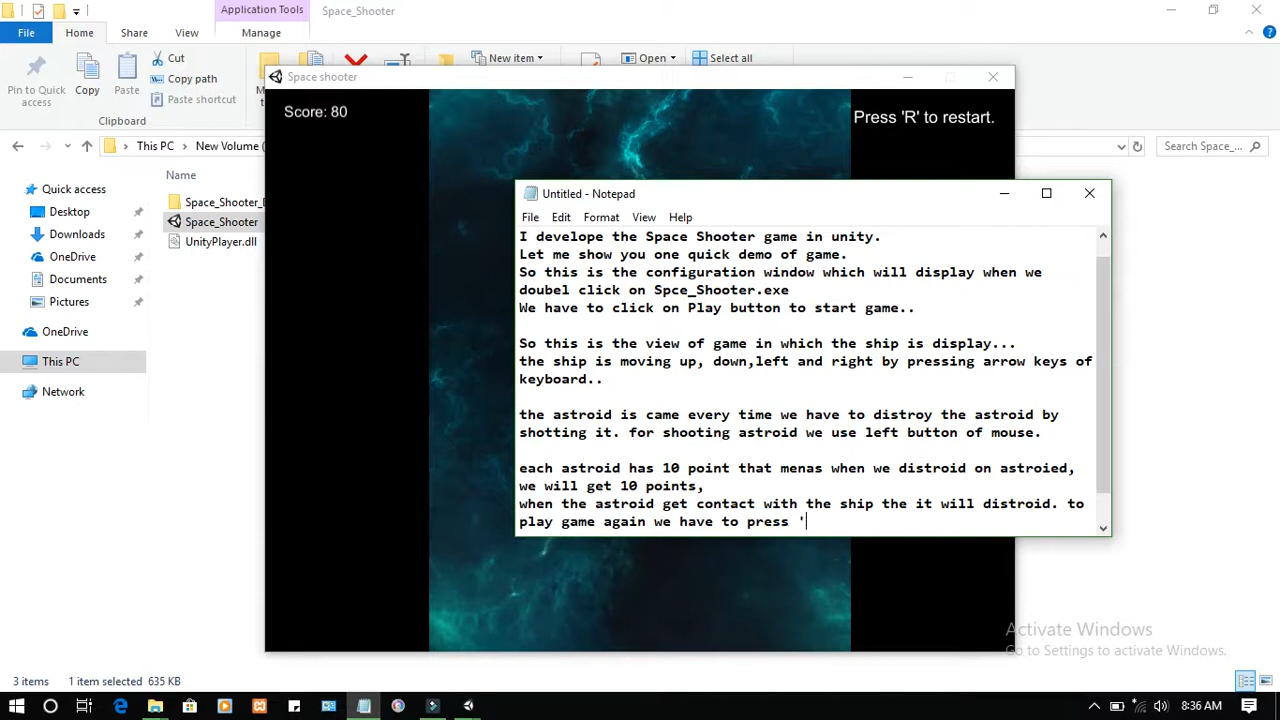 Application Tools
Space_Shooter
File
Home
Share
View
Manage
Pin to Quick
access
Copy
Paste
Cut
Copy path
Paste shortcut
Clipboard
New item
Open
Select all
This PC
New Volume (
Search Space_...
Name
Quick access
Desktop
Downloads
OneDrive
Documents
Pictures
OneDrive
This PC
Network
Space_Shooter_
Space_Shooter
UnityPlayer.dll
Space shooter
Score: 80
Press 'R' to restart.
Untitled - Notepad
File Edit Format View Help
I develope the Space Shooter game in unity.
Let me show you one quick demo of game.
So this is the configuration window which will display when we
doubel click on Spce_Shooter.exe
We have to click on Play button to start game..
So this is the view of game in which the ship is display...
the ship is moving up, down,left and right by pressing arrow keys of
keyboard..
the astroid is came every time we have to distroy the astroid by
shotting it. for shooting astroid we use left button of mouse.
each astroid has 10 point that menas when we distroid on astroied,
we will get 10 points,
when the astroid get contact with the ship the it will distroid. to
play game again we have to press '
Activate Windows
Go to Settings to activate Windows.
3 items
1 item selected 635 KB
8:36 AM